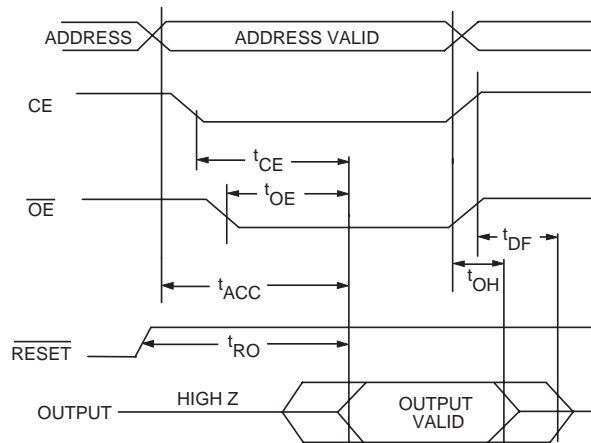 ADDRESS
ADDRESS VALID
CE
tCE
tOE
OE
tDF
tOH
tACC
RESET
tRO
OUTPUT
HIGH Z
OUTPUT
VALID